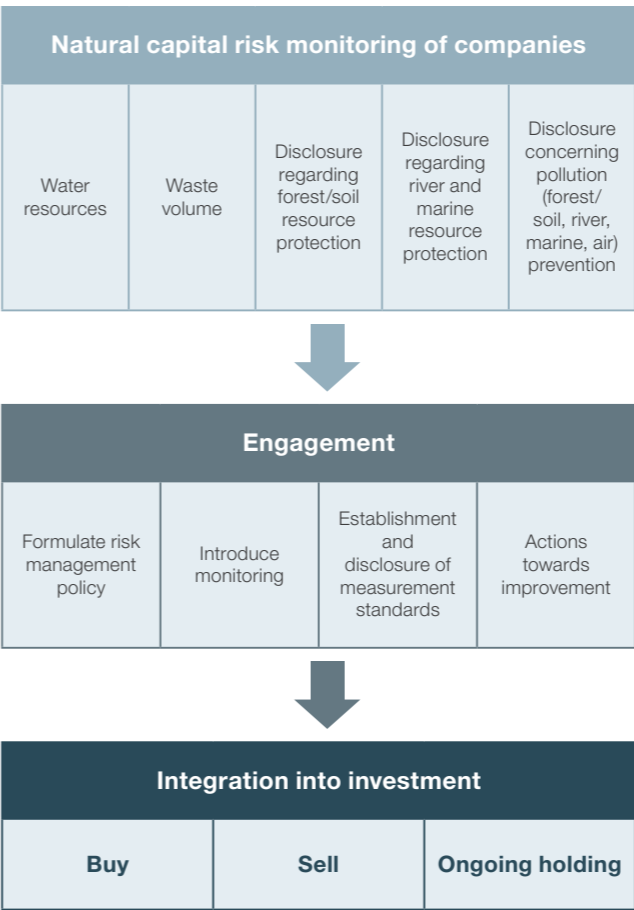 Natural capital risk monitoring of companies
Water
resources
Waste
volume
Disclosure
regarding
forest/soil
resource
protection
Disclosure
regarding
river and
marine
resource
protection
Disclosure
concerning
pollution
(forest/
soil, river,
marine, air)
prevention
Engagement
Formulate risk
management
policy
Introduce
monitoring
Establishment
and
disclosure of
measurement
standards
Actions
towards
improvement
Integration into investment
Buy
Sell
Ongoing holding